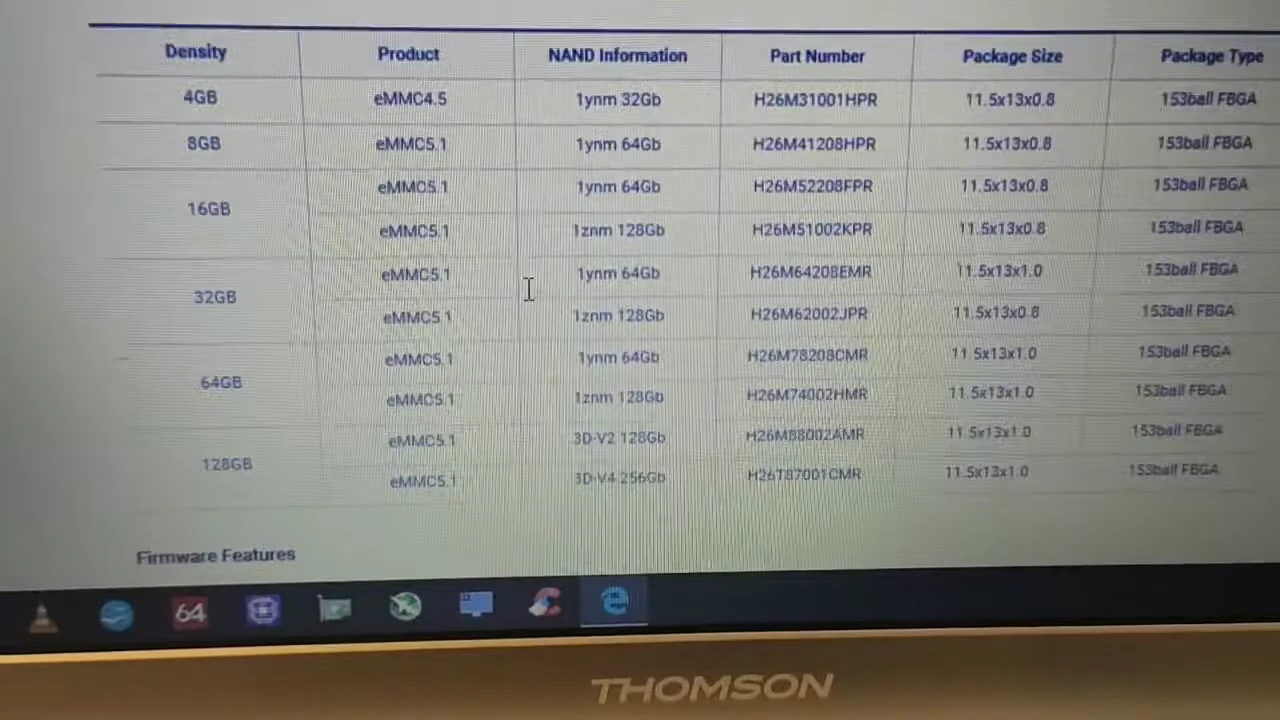 Density Product NAND Information Part Number Package Size Package Type
4GB eMMC4.5 1ynm 32Gb H26M31001HPR 11.5x13x0.8 153ball FBGA
8GB eMMC5.1 1ynm 64Gb H26M41208HPR 11.5x13x0.8 153ball FBGA
16GB eMMC5.1 1ynm 64Gb H26M52208FPR 11.5x13x0.8 153ball FBGA
eMMC5.1 1znm 128Gb H26M51002KPR 11.5x13x0.8 153ball FBGA
32GB eMMC5.1 1ynm 64Gb H26M64208EMR 11.5x13x1.0 153ball FBGA
eMMC5.1 1znm 128Gb H26M62002JPR 11.5x13x0.8 153ball FBGA
64GB eMMC5.1 1ynm 64Gb H26M78208CMR 11.5x13x1.0 153ball FBGA
eMMC5.1 1znm 128Gb H26M74002HMR 11.5x13x1.0 153ball FBGA
128GB eMMC5.1 3D-V2 128Gb H26M88002AMR 11.5x13x1.0 153ball FBGA
eMMC5.1 3D-V4 256Gb H26T87001CMR 11.5x13x1.0 153ball FBGA
Firmware Features
64
THOMSON